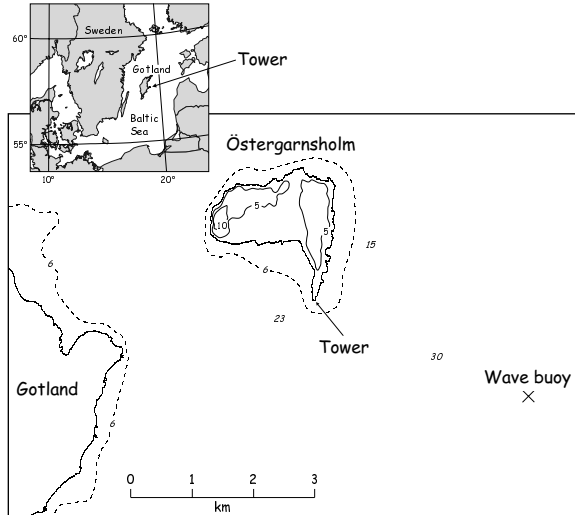 Sweden
60°
Gotland
Tower
Baltic
Sea
55°
10°
20°
Östergarnsholm
5
10
5
15
6
6
23
Tower
30
Wave buoy
Gotland
6
0 1 2 3
km